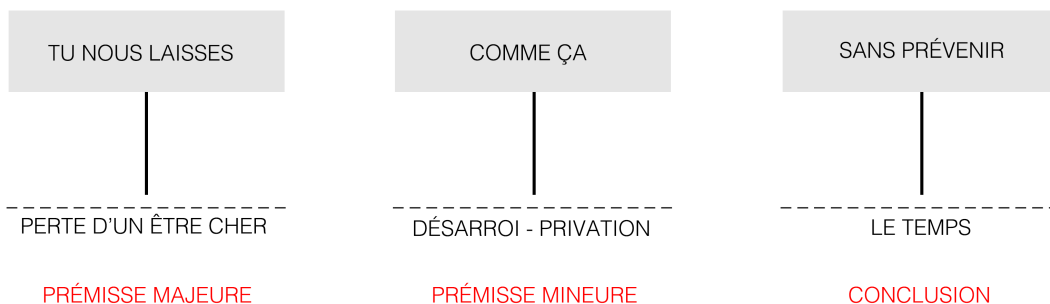 TU NOUS LAISSES
COMME ÇA
SANS PRÉVENIR
PERTE D'UN ÊTRE CHER
DÉSARROI - PRIVATION
LE TEMPS
PRÉMISSE MAJEURE
PRÉMISSE MINEURE
CONCLUSION